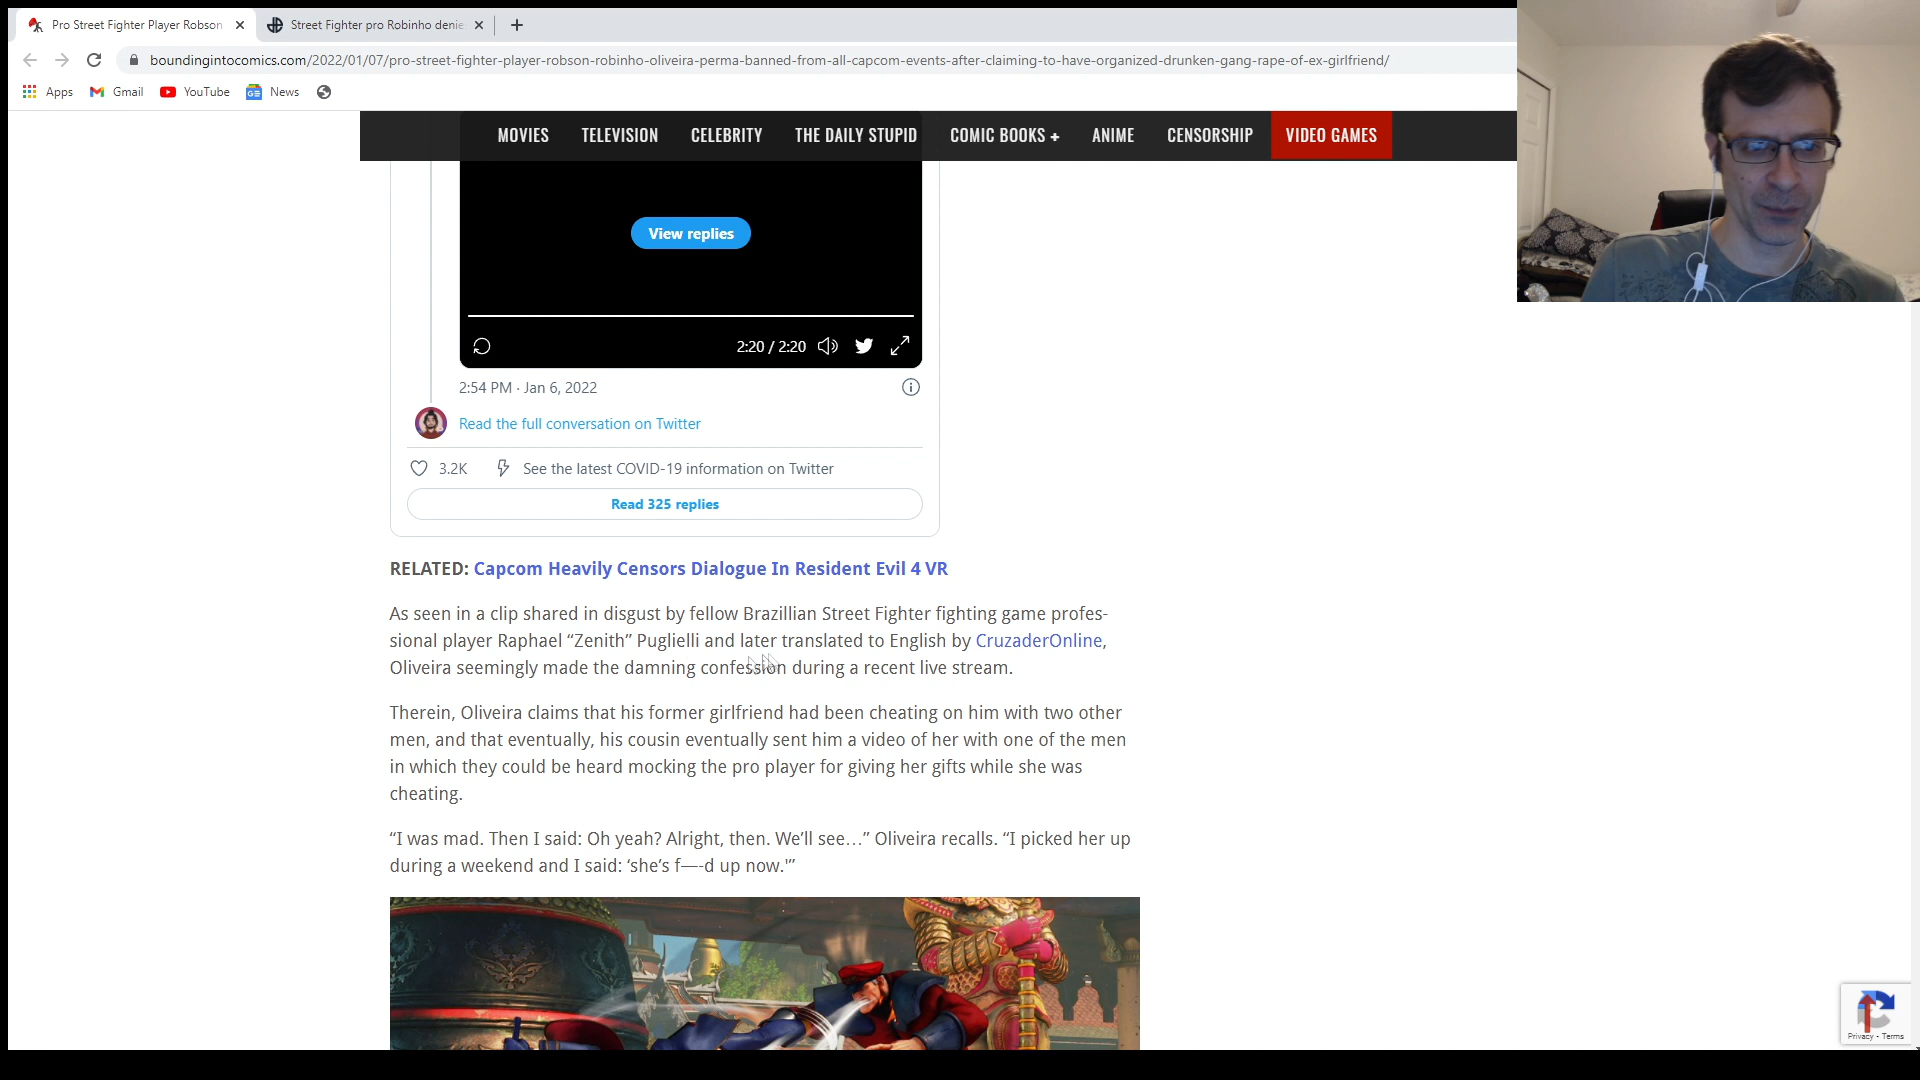 Pro Street Fighter Player Robson
Street Fighter pro Robinho denie
boundingintocomics.com/2022/01/07/pro-street-fighter-player-robson-robinho-oliveira-perma-banned-from-all-capcom-events-after-claiming-to-have-organized-drunken-gang-rape-of-ex-girlfriend/
Apps Gmail YouTube News
MOVIES TELEVISION CELEBRITY THE DAILY STUPID COMIC BOOKS + ANIME CENSORSHIP VIDEO GAMES
View replies
2:20 / 2:20
2:54 PM · Jan 6, 2022
Read the full conversation on Twitter
3.2K See the latest COVID-19 information on Twitter
Read 325 replies
RELATED: Capcom Heavily Censors Dialogue In Resident Evil 4 VR
As seen in a clip shared in disgust by fellow Brazillian Street Fighter fighting game profes-
sional player Raphael “Zenith” Puglielli and later translated to English by CruzaderOnline,
Oliveira seemingly made the damning confession during a recent live stream.
Therein, Oliveira claims that his former girlfriend had been cheating on him with two other
men, and that eventually, his cousin eventually sent him a video of her with one of the men
in which they could be heard mocking the pro player for giving her gifts while she was
cheating.
“I was mad. Then I said: Oh yeah? Alright, then. We’ll see…” Oliveira recalls. “I picked her up
during a weekend and I said: ‘she’s f—-d up now.'”
Privacy - Terms